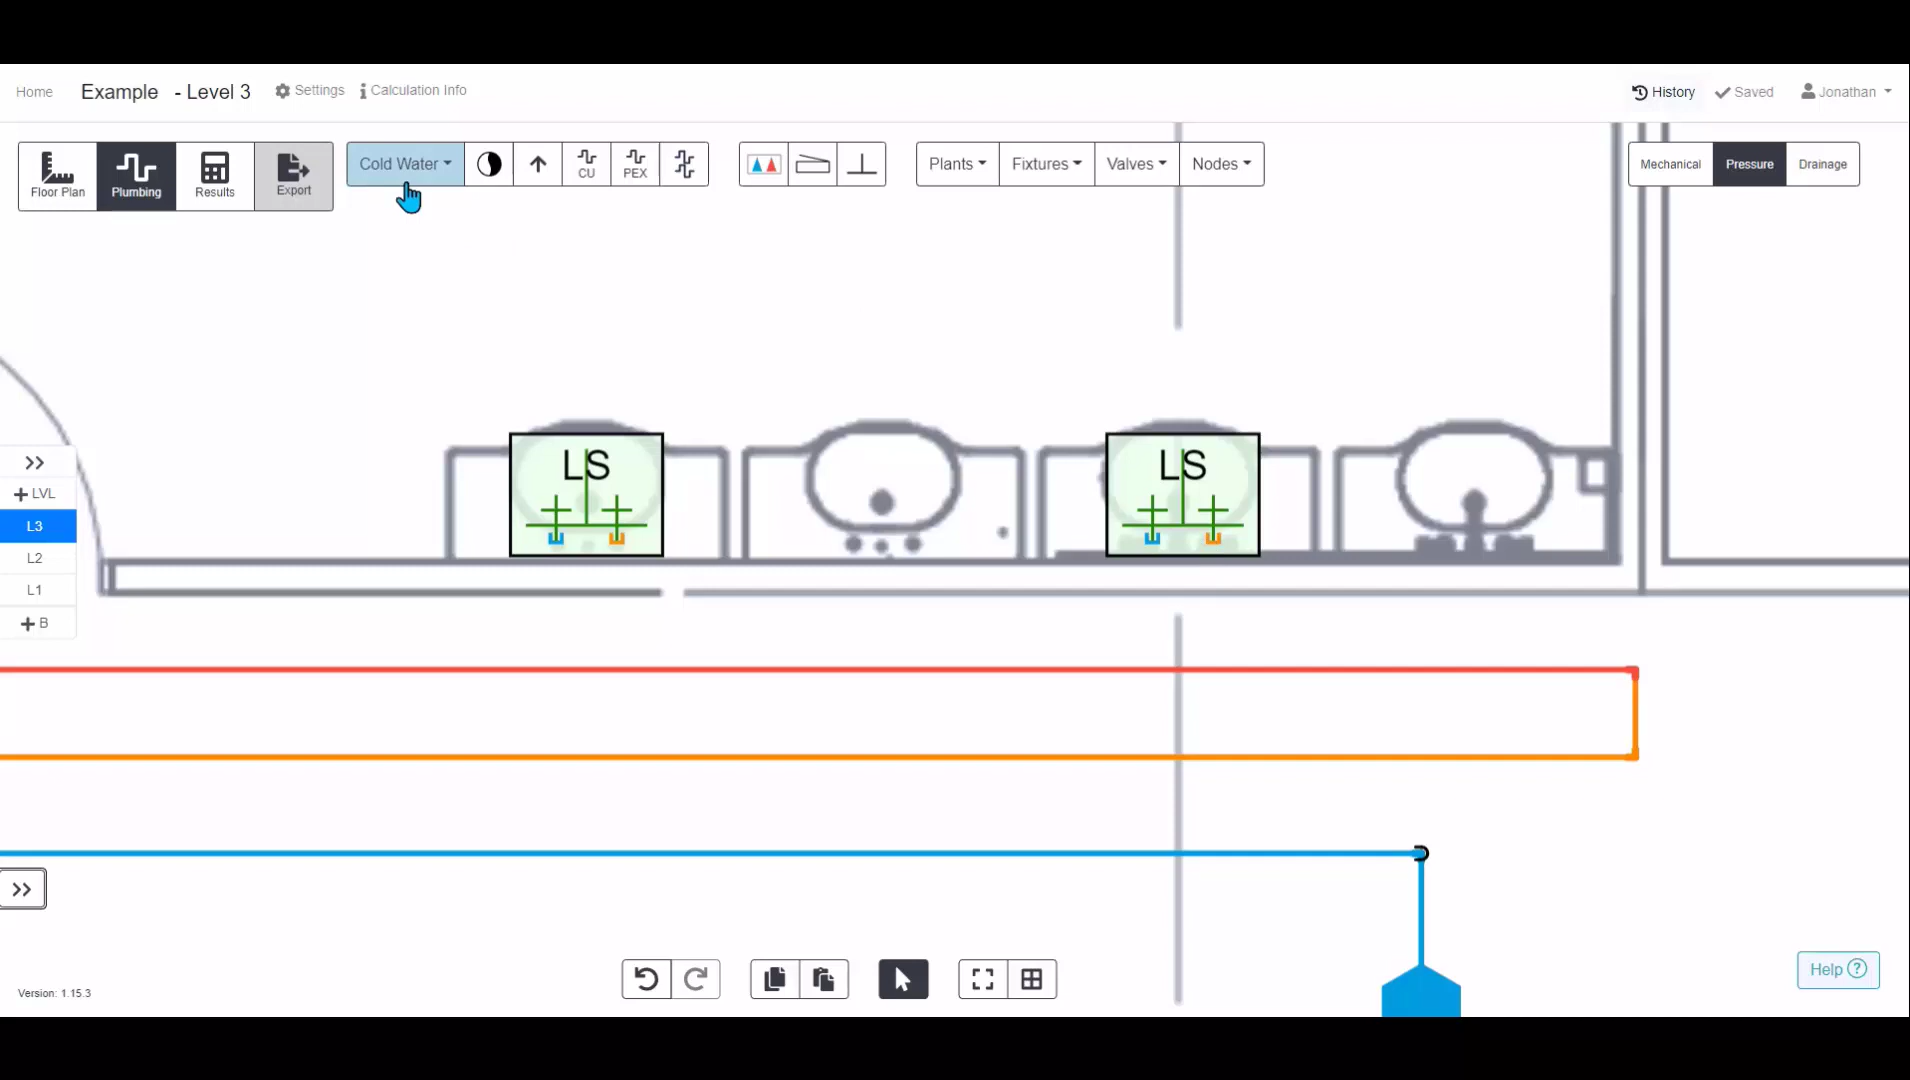 Home Example - Level 3 Settings Calculation Info History Saved Jonathan
Floor Plan Plumbing Results Export
Cold Water CU PEX Plants Fixtures Valves Nodes
Mechanical Pressure Drainage
LS LS
>>
+ LVL
L3
L2
L1
+ B
>>
Help ?
Version: 1.15.3